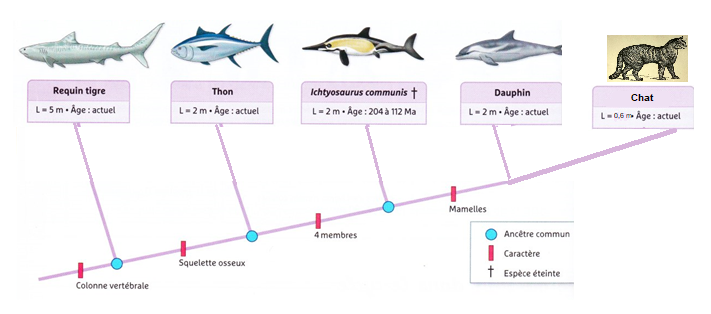 Requin tigre
L = 5 m • Âge : actuel
Thon
L = 2 m • Âge : actuel
Ichtyosaurus communis †
L = 2 m • Âge : 204 à 112 Ma
Dauphin
L = 2 m • Âge : actuel
Chat
L = 0,6 m• Âge : actuel
Mamelles
4 membres
Squelette osseux
Colonne vertébrale
Ancêtre commun
Caractère
† Espèce éteinte